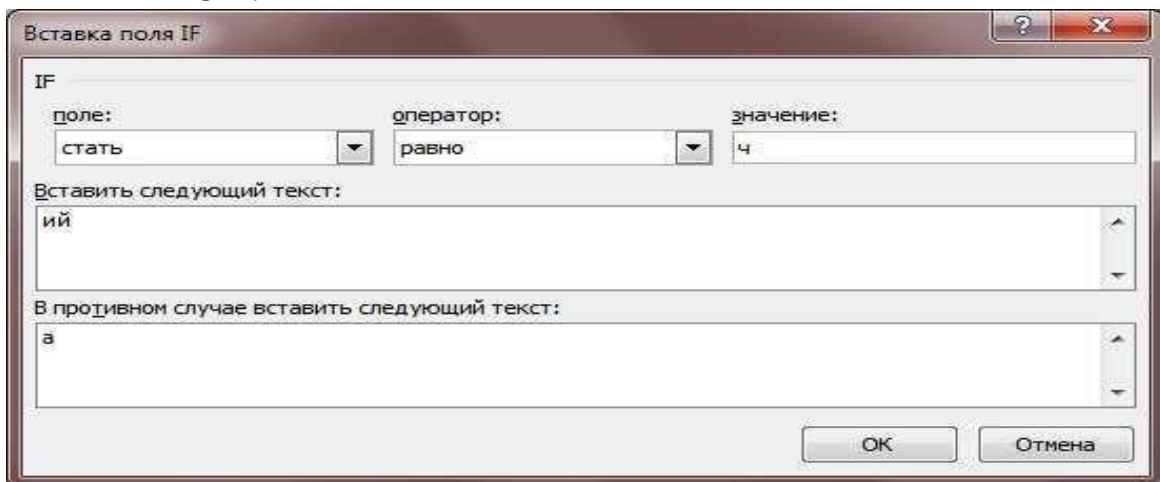 Вставка поля IF
IF
поле: оператор: значение:
стать равно ч
Вставить следующий текст:
ий
В противном случае вставить следующий текст:
а
ОК Отмена